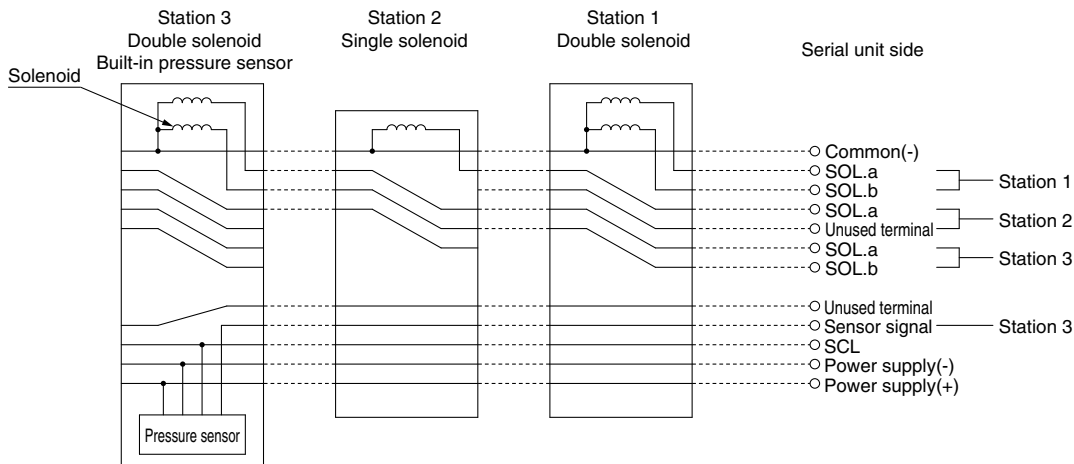 Station 3
Double solenoid
Built-in pressure sensor
Station 2
Single solenoid
Station 1
Double solenoid
Serial unit side
Solenoid
Common(-)
SOL.a
SOL.b
Station 1
SOL.a
Unused terminal
Station 2
SOL.a
SOL.b
Station 3
Unused terminal
Sensor signal
Station 3
SCL
Power supply(-)
Power supply(+)
Pressure sensor